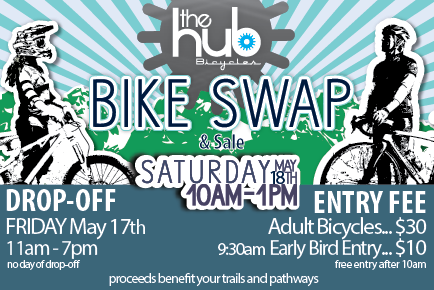 the
hub
Bicycles
BIKE SWAP
& Sale
SATURDAY MAY 18TH
10AM-1PM
DROP-OFF
FRIDAY May 17th
11am - 7pm
no day of drop-off
ENTRY FEE
Adult Bicycles... $30
9:30am Early Bird Entry... $10
free entry after 10am
proceeds benefit your trails and pathways